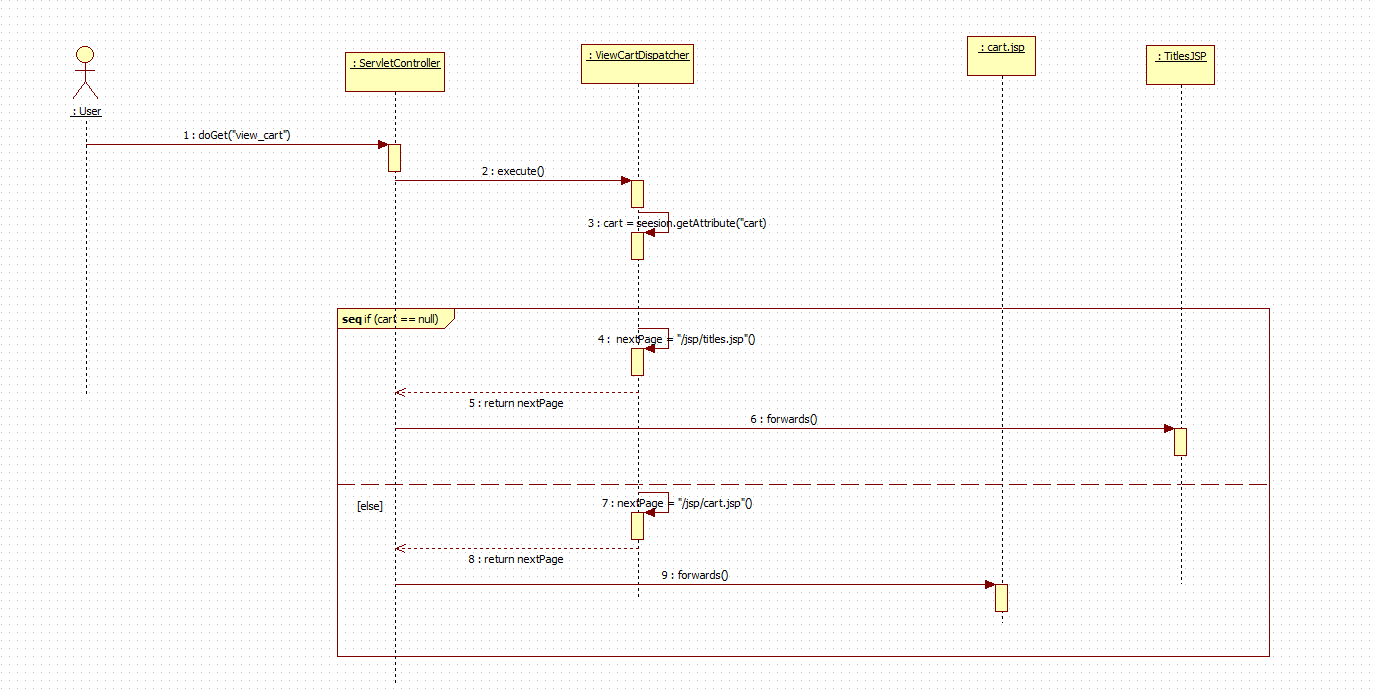 : User
: ServletController
: ViewCartDispatcher
: cart.jsp
: TitlesJSP
1 : doGet("view_cart")
2 : execute()
3 : cart = seesion.getAttribute("cart)
seq if (cart == null)
4 : nextPage = "/jsp/titles.jsp"()
5 : return nextPage
6 : forwards()
[else]
7 : nextPage = "/jsp/cart.jsp"()
8 : return nextPage
9 : forwards()